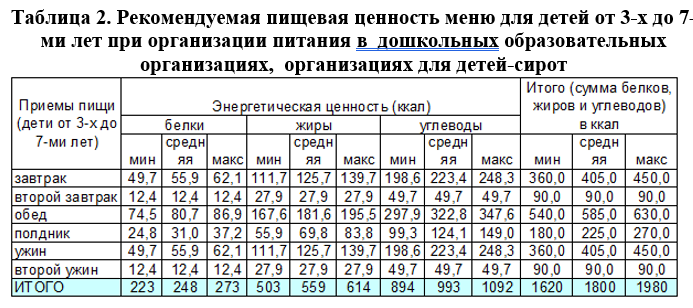 Таблица 2. Рекомендуемая пищевая ценность меню для детей от 3-х до 7-
ми лет при организации питания в дошкольных образовательных
организациях, организациях для детей-сирот
Приемы пищи (дети от 3-х до 7-ми лет) Энергетическая ценность (ккал) Итого (сумма белков, жиров и углеводов) в ккал
белки жиры углеводы
мин средняя макс мин средняя макс мин средняя макс мин средняя макс
завтрак 49,7 55,9 62,1 111,7 125,7 139,7 198,6 223,4 248,3 360,0 405,0 450,0
второй завтрак 12,4 12,4 12,4 27,9 27,9 27,9 49,7 49,7 49,7 90,0 90,0 90,0
обед 74,5 80,7 86,9 167,6 181,6 195,5 297,9 322,8 347,6 540,0 585,0 630,0
полдник 24,8 31,0 37,2 55,9 69,8 83,8 99,3 124,1 149,0 180,0 225,0 270,0
ужин 49,7 55,9 62,1 111,7 125,7 139,7 198,6 223,4 248,3 360,0 405,0 450,0
второй ужин 12,4 12,4 12,4 27,9 27,9 27,9 49,7 49,7 49,7 90,0 90,0 90,0
ИТОГО 223 248 273 503 559 614 894 993 1092 1620 1800 1980